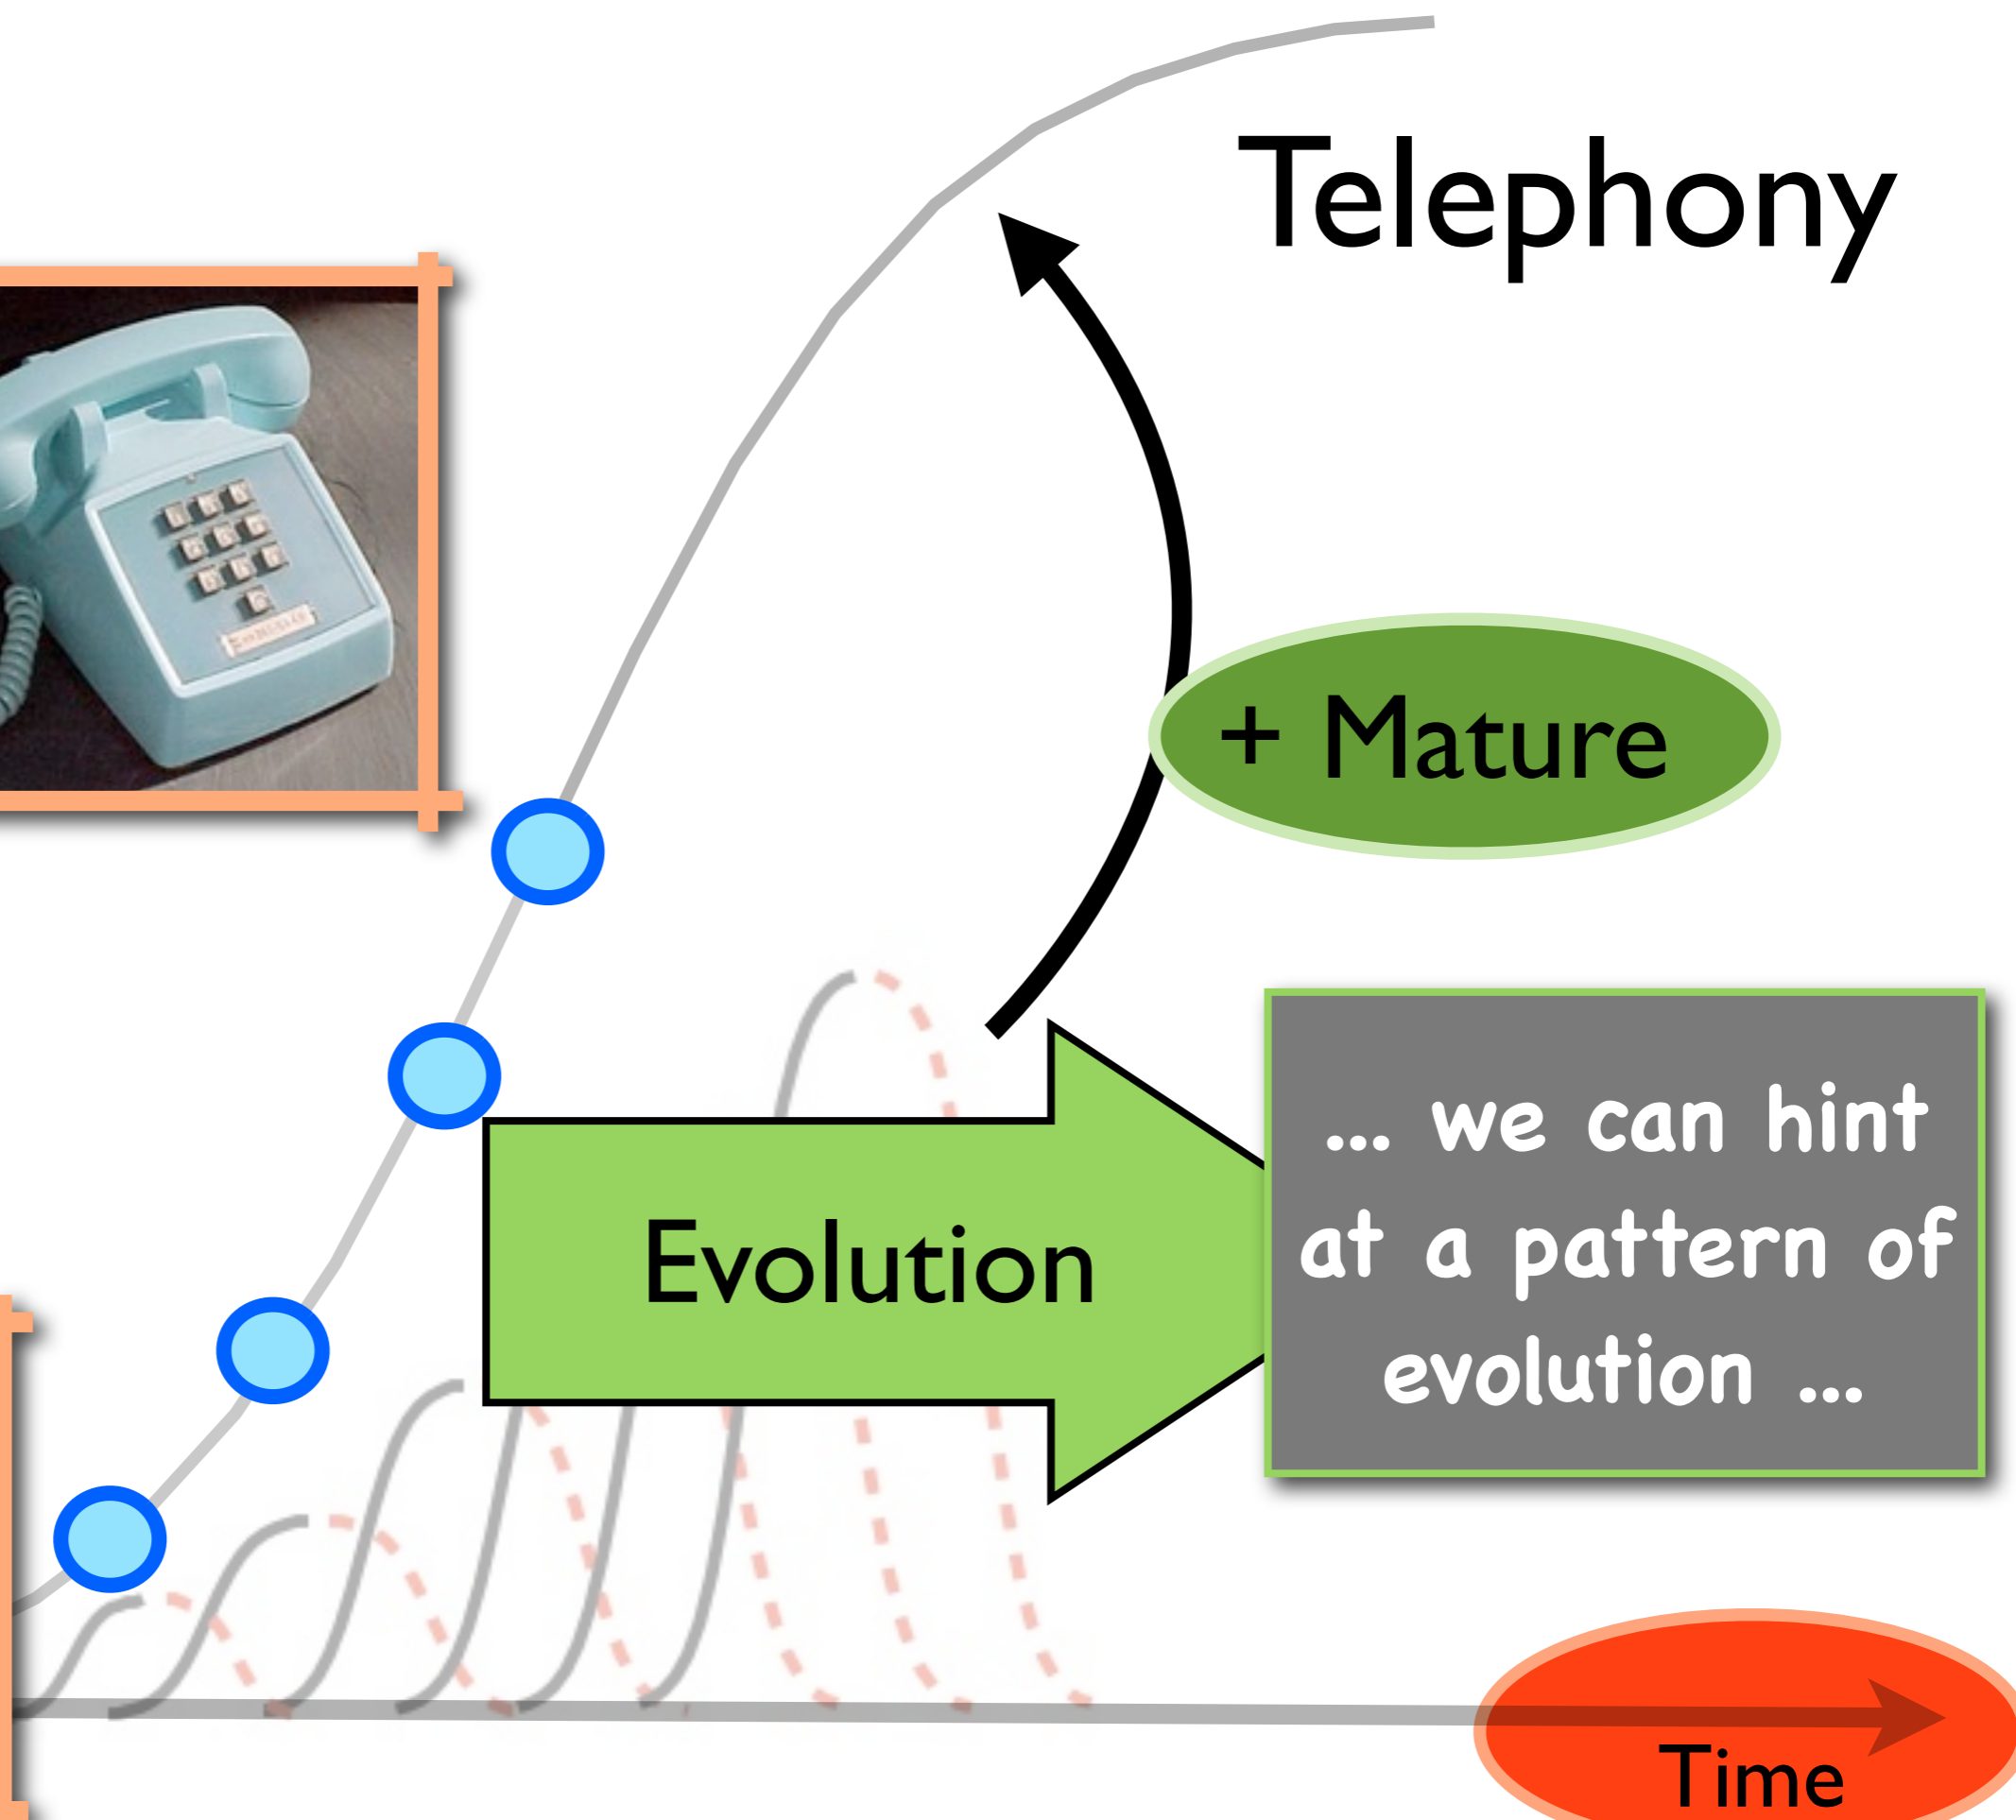 Telephony
+ Mature
... we can hint
at a pattern of
evolution ...
Evolution
Time